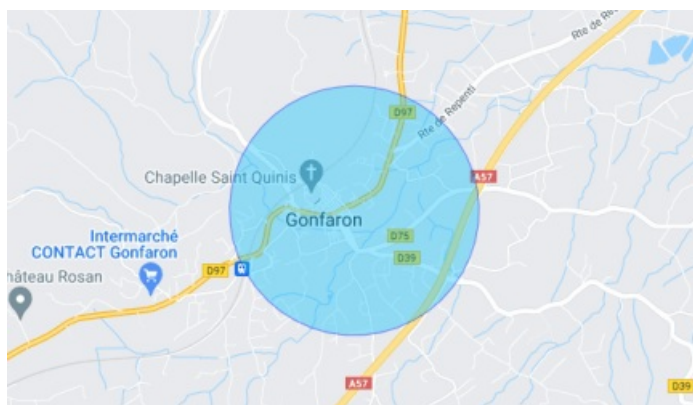 Rte de Re
D97
Rte de Repenti
Chapelle Saint Quinis
A57
Gonfaron
Intermarché
CONTACT Gonfaron
D75
D39
D97
hâteau Rosan
A57
D39